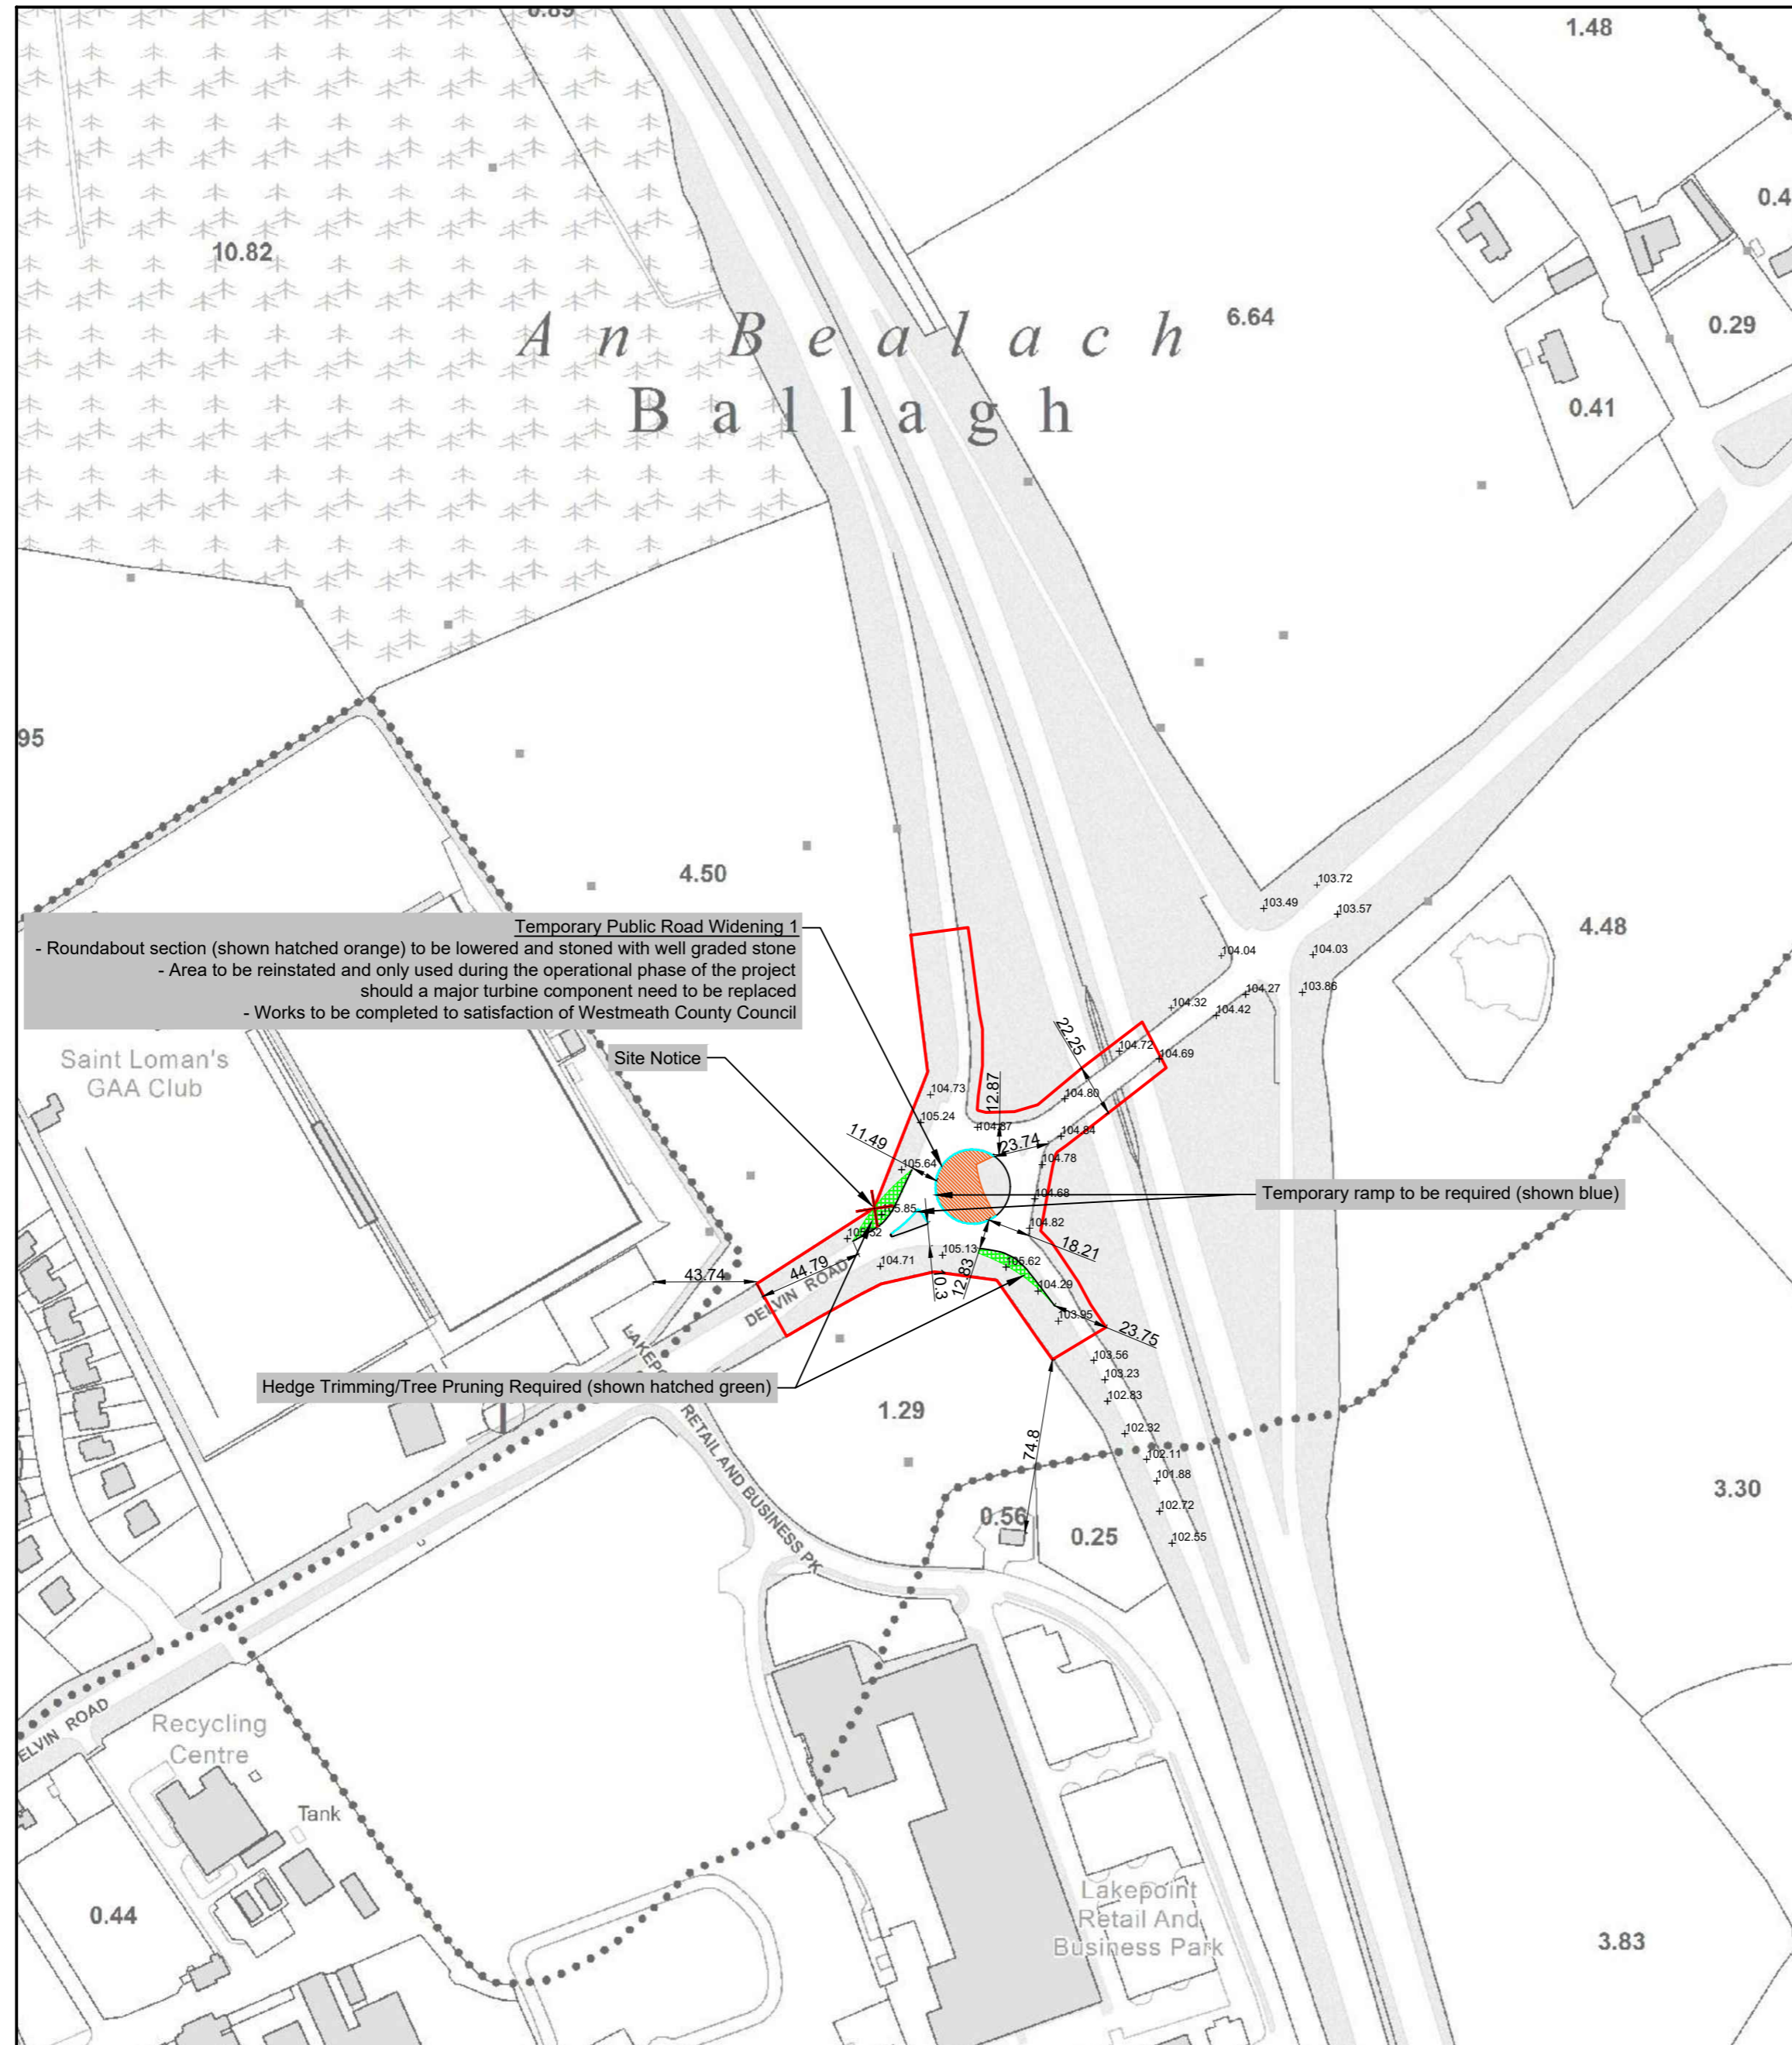 0.89
1.48
10.82
0.4
An Bealach
6.64
0.29
Ballagh
0.41
95
4.50
4.48
103.72
103.49
103.57
104.04
104.03
104.27
103.86
104.32
104.42
Temporary Public Road Widening 1
- Roundabout section (shown hatched orange) to be lowered and stoned with well graded stone
- Area to be reinstated and only used during the operational phase of the project
should a major turbine component need to be replaced
- Works to be completed to satisfaction of Westmeath County Council
Saint Loman's
GAA Club
Site Notice
22.25
104.72
104.69
104.73
12.87
104.80
105.24
104.87
104.84
11.49
23.74
105.64
104.78
104.68
Temporary ramp to be required (shown blue)
105.85
104.82
105.52
18.21
105.13
104.71
105.62
43.74
44.79
10.3
12.83
104.29
DELVIN ROAD
103.95
23.75
103.56
103.23
Hedge Trimming/Tree Pruning Required (shown hatched green)
102.83
1.29
102.32
74.8
102.11
101.88
RETAIL AND BUSINESS PK
3.30
102.72
0.56
0.25
102.55
ELVIN ROAD
Recycling
Centre
Tank
0.44
Lakepoint
Retail And
Business Park
3.83